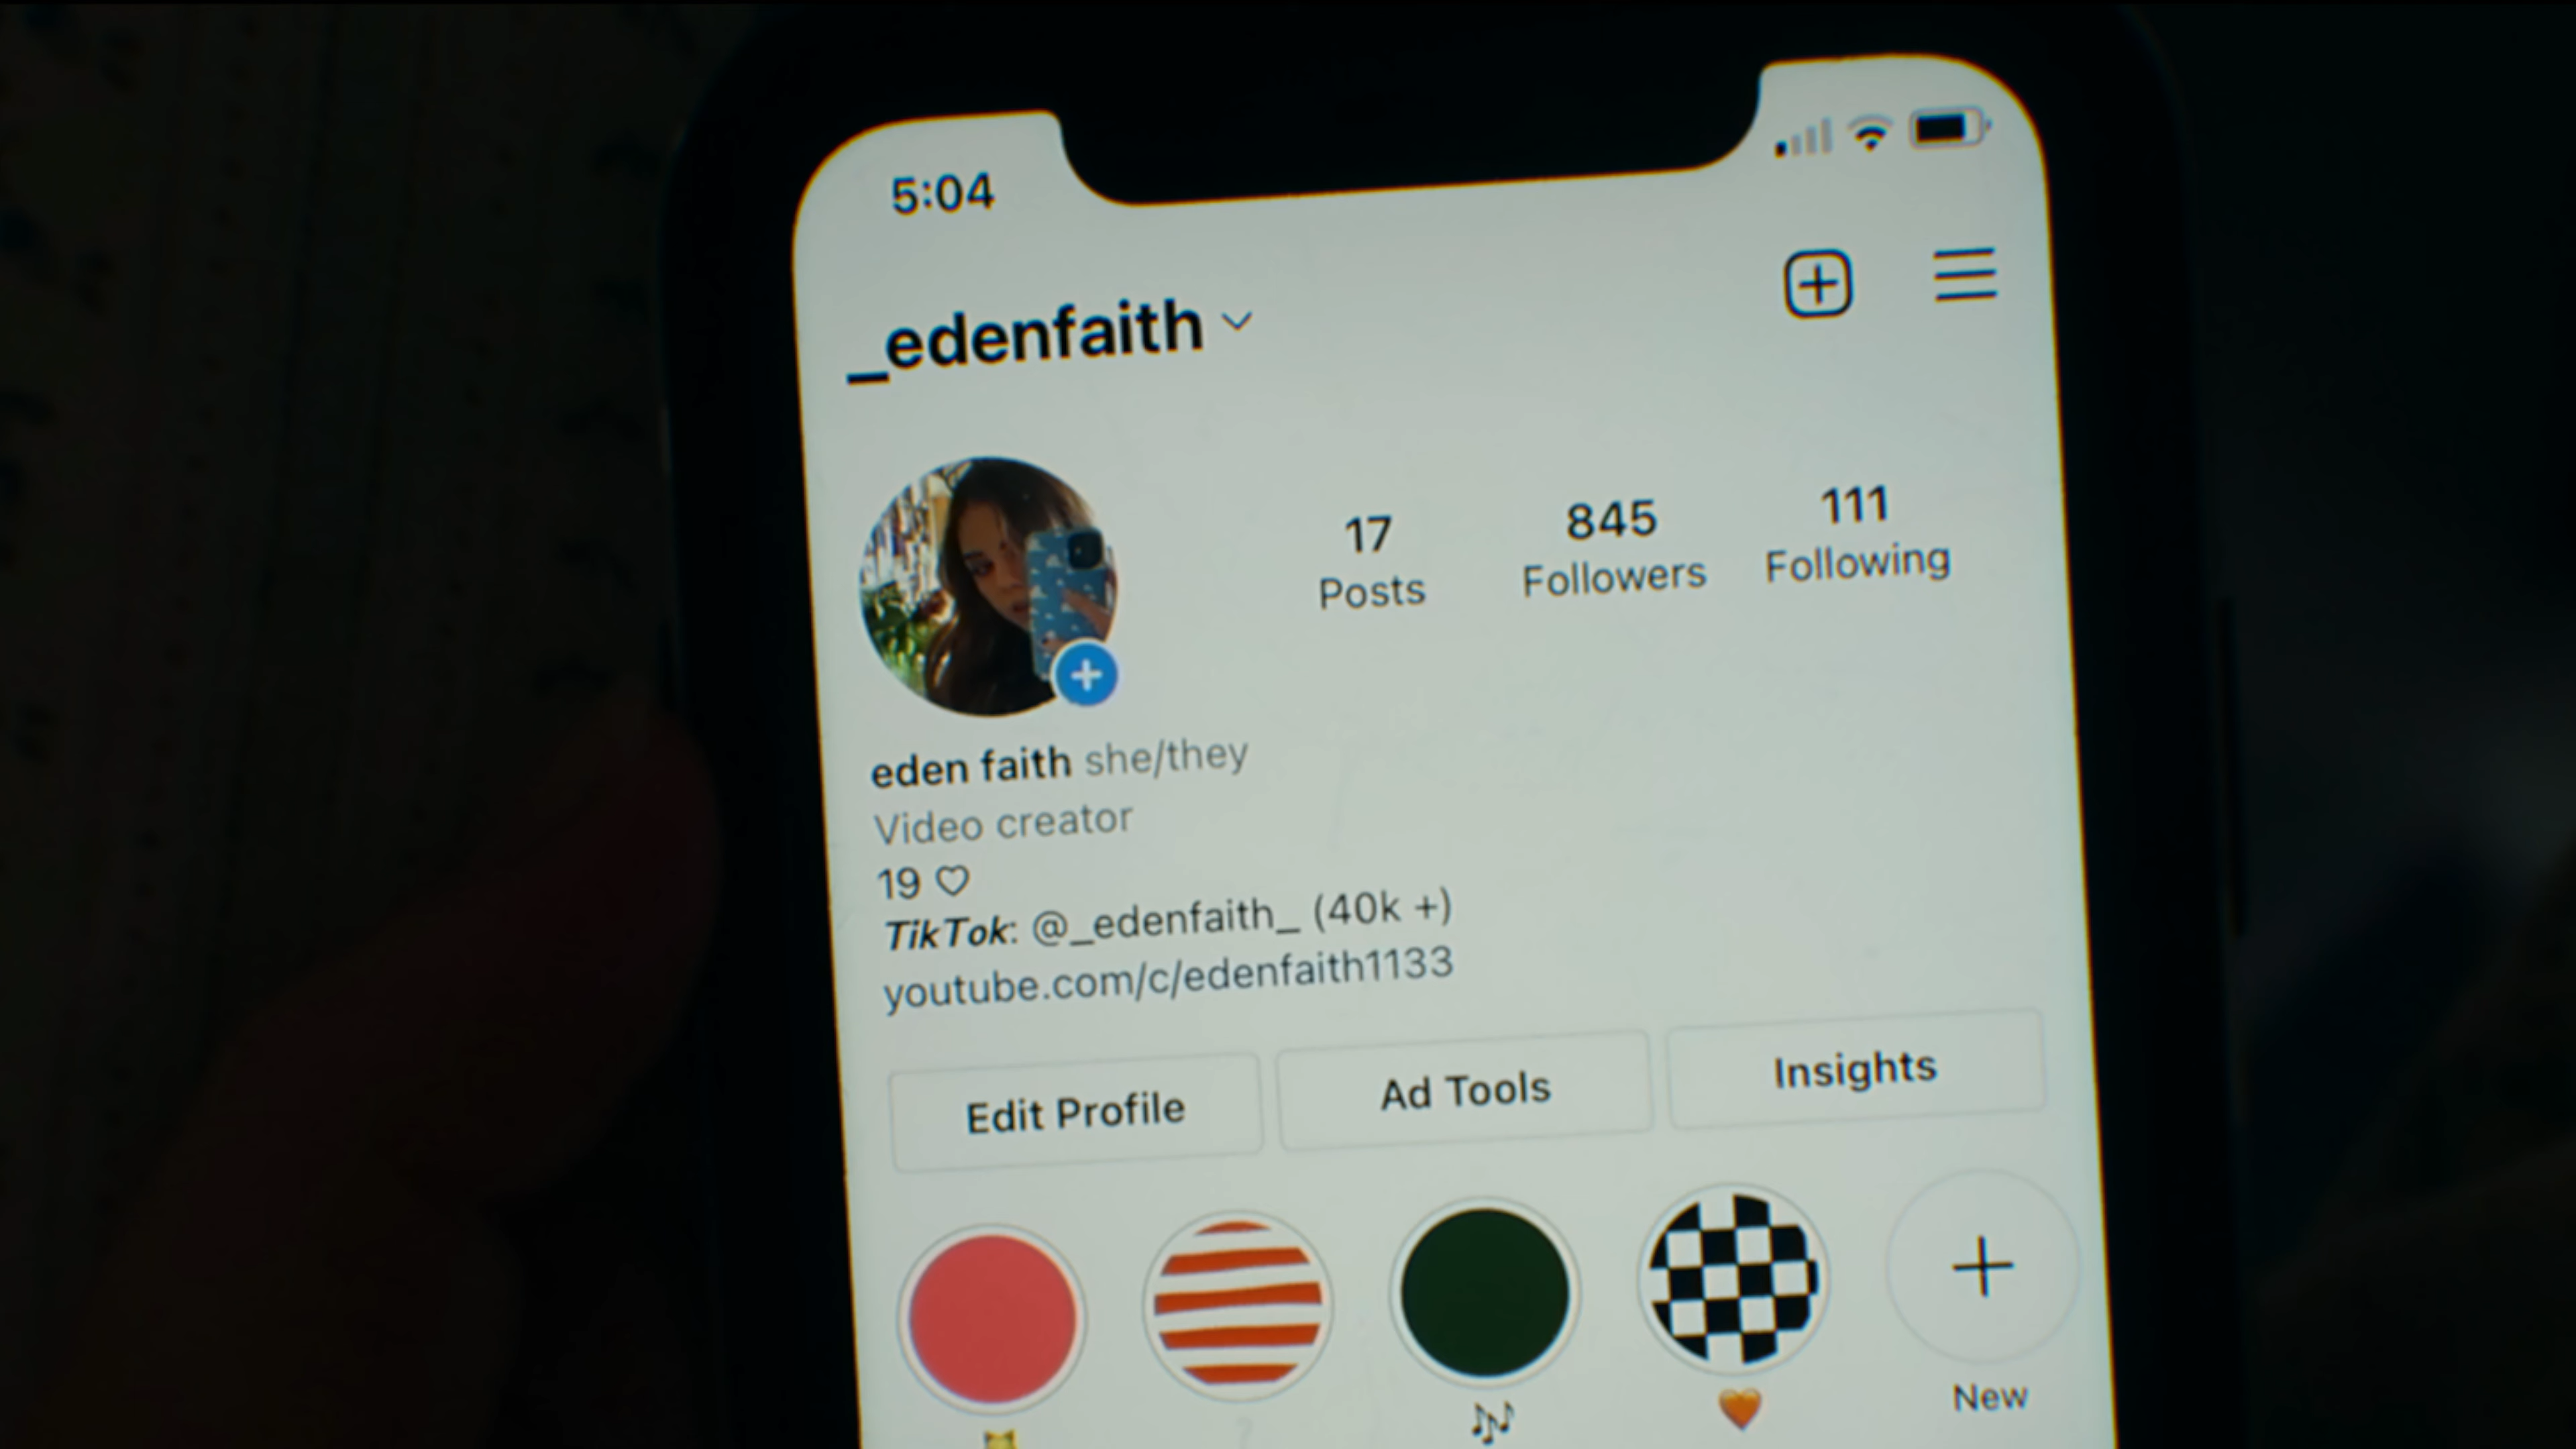 5:04
_edenfaith
17 845 111
Posts Followers Following
eden faith she/they
Video creator
19 ♡
TikTok: @_edenfaith_ (40k +)
youtube.com/c/edenfaith1133
Edit Profile Ad Tools Insights
New